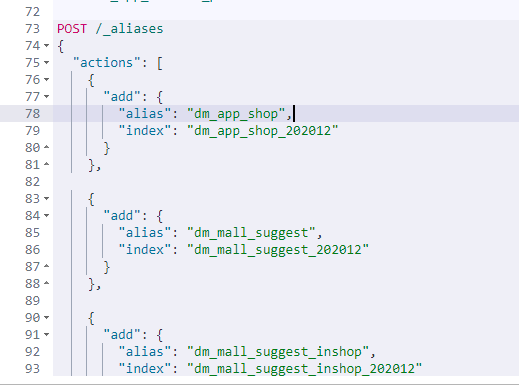 72
73 POST /_aliases
74 {
75 "actions": [
76 {
77 "add": {
78 "alias": "dm_app_shop",
79 "index": "dm_app_shop_202012"
80 }
81 },
82
83 {
84 "add": {
85 "alias": "dm_mall_suggest",
86 "index": "dm_mall_suggest_202012"
87 }
88 },
89
90 {
91 "add": {
92 "alias": "dm_mall_suggest_inshop",
93 "index": "dm_mall_suggest_inshop_202012"